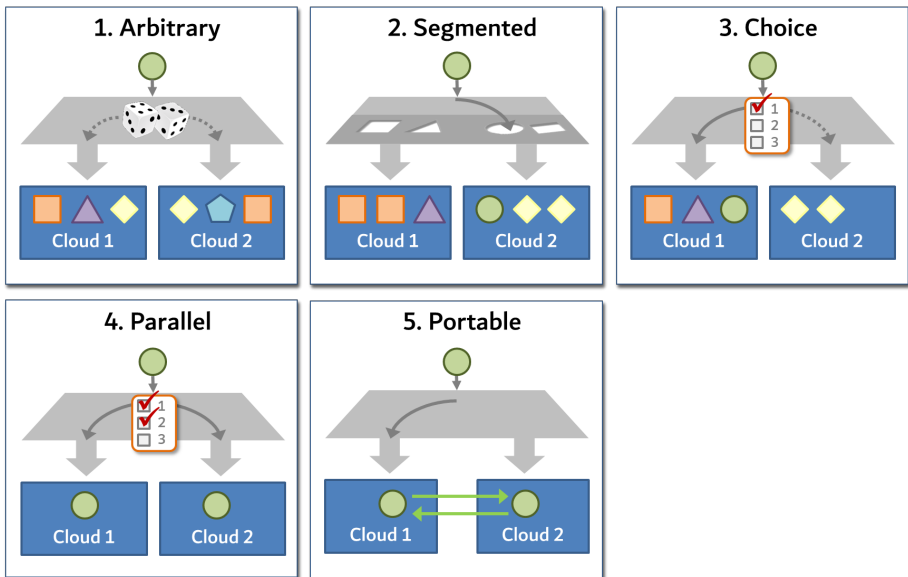 1. Arbitrary
Cloud 1
Cloud 2
2. Segmented
Cloud 1
Cloud 2
3. Choice
1
2
3
Cloud 1
Cloud 2
4. Parallel
1
2
3
Cloud 1
Cloud 2
5. Portable
Cloud 1
Cloud 2